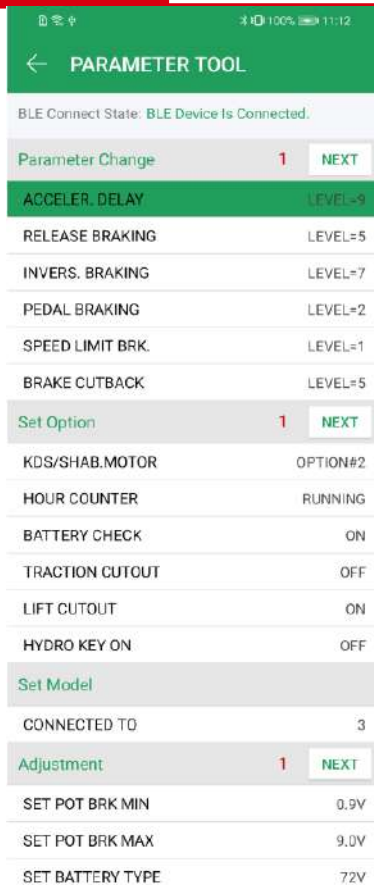 100% 11:12
← PARAMETER TOOL
BLE Connect State: BLE Device Is Connected.
Parameter Change 1 NEXT
ACCELER. DELAY LEVEL=9
RELEASE BRAKING LEVEL=5
INVERS. BRAKING LEVEL=7
PEDAL BRAKING LEVEL=2
SPEED LIMIT BRK. LEVEL=1
BRAKE CUTBACK LEVEL=5
Set Option 1 NEXT
KDS/SHAB.MOTOR OPTION#2
HOUR COUNTER RUNNING
BATTERY CHECK ON
TRACTION CUTOUT OFF
LIFT CUTOUT ON
HYDRO KEY ON OFF
Set Model
CONNECTED TO 3
Adjustment 1 NEXT
SET POT BRK MIN 0.9V
SET POT BRK MAX 9.0V
SET BATTERY TYPE 72V